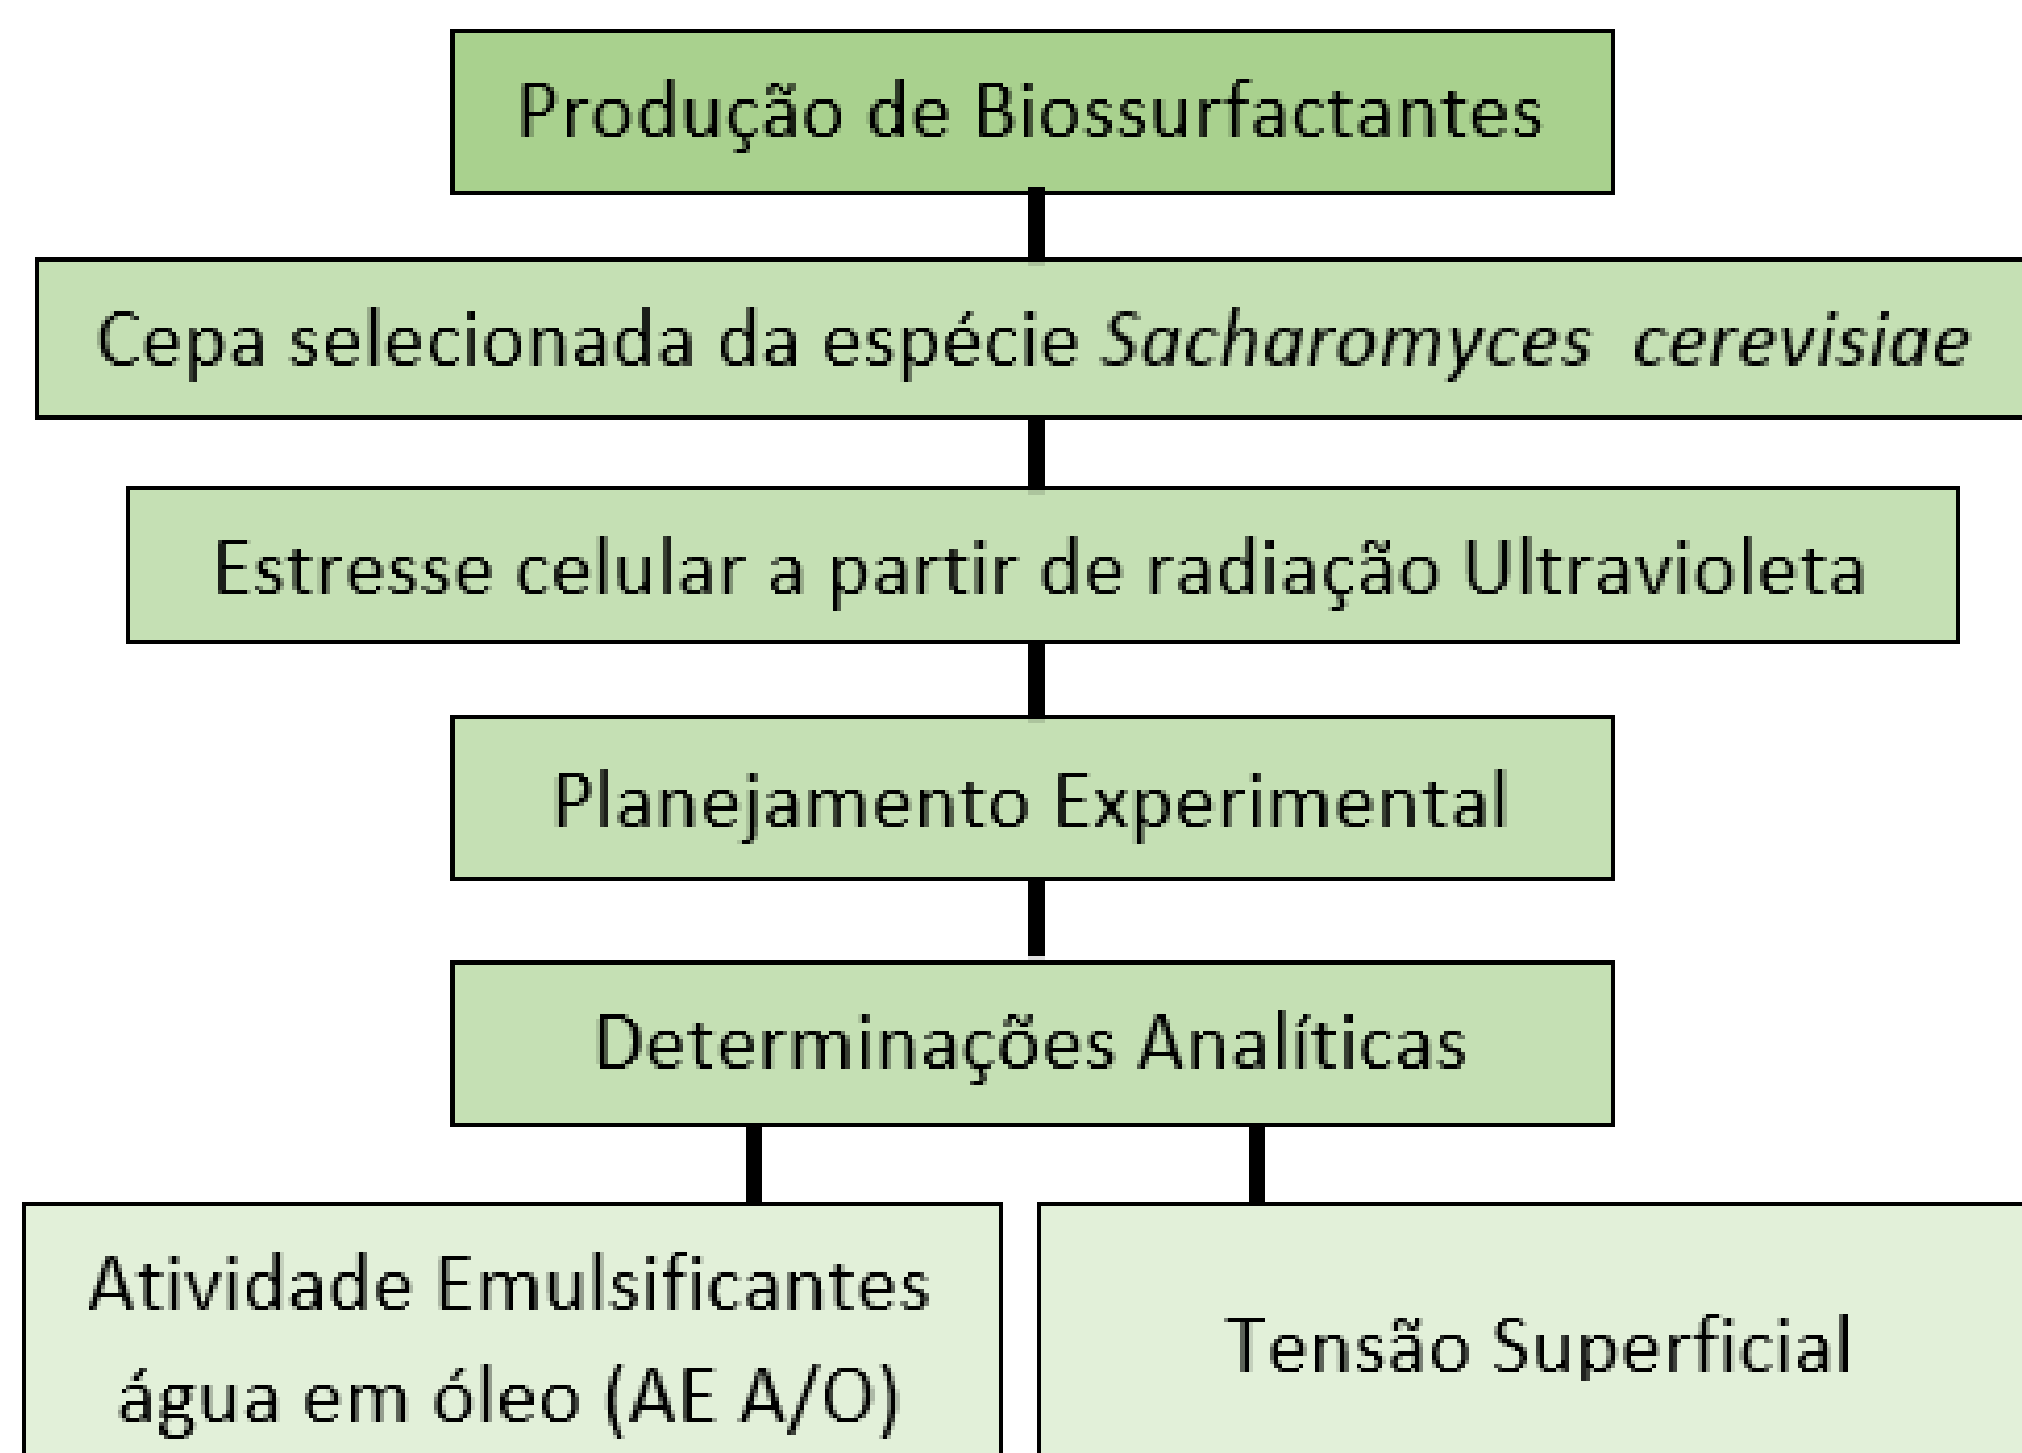 Produção de Biossurfactantes
Cepa selecionada da espécie Sacharomyces cerevisiae
Estresse celular a partir de radiação Ultravioleta
Planejamento Experimental
Determinações Analíticas
Atividade Emulsificantes
água em óleo (AE A/O)
Tensão Superficial